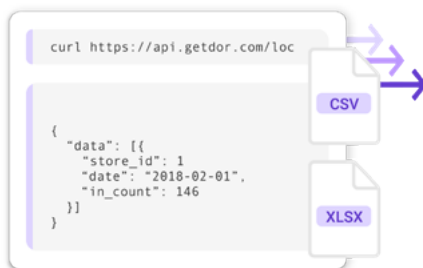 curl https://api.getdor.com/loc
CSV
{
"data": [{
"store_id": 1
"date": "2018-02-01",
"in_count": 146
}]
}
XLSX